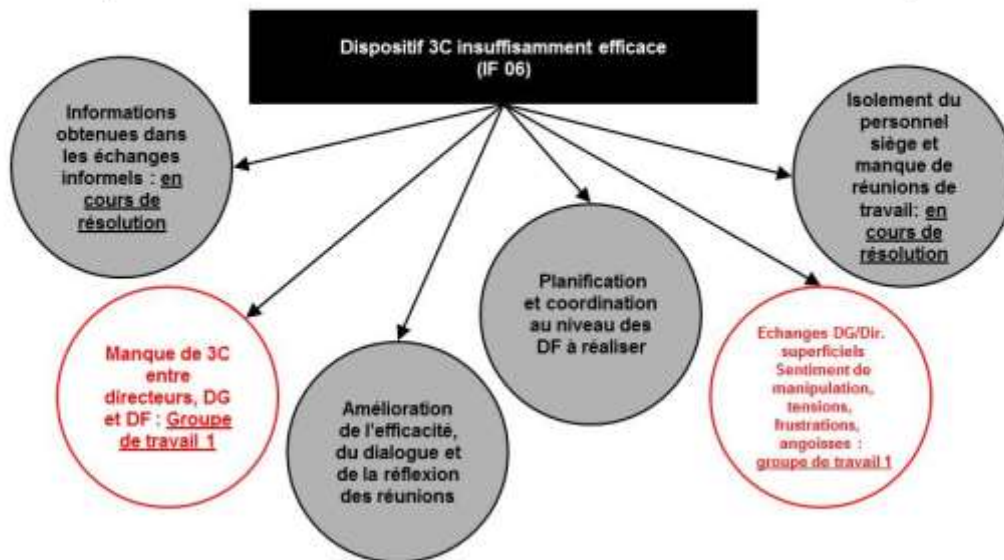 Dispositif 3C insuffisamment efficace
(IF 06)
Informations
obtenues dans
les échanges
informels : en
cours de
résolution
Isolement du
personnel
siège et
manque de
réunions de
travail: en
cours de
résolution
Manque de 3C
entre
directeurs, DG
et DF : Groupe
de travail 1
Amélioration
de l'efficacité,
du dialogue et
de la réflexion
des réunions
Planification
et coordination
au niveau des
DF à réaliser
Echanges DG/Dir.
superficiels
Sentiment de
manipulation,
tensions,
frustrations,
angoisses :
groupe de travail 1